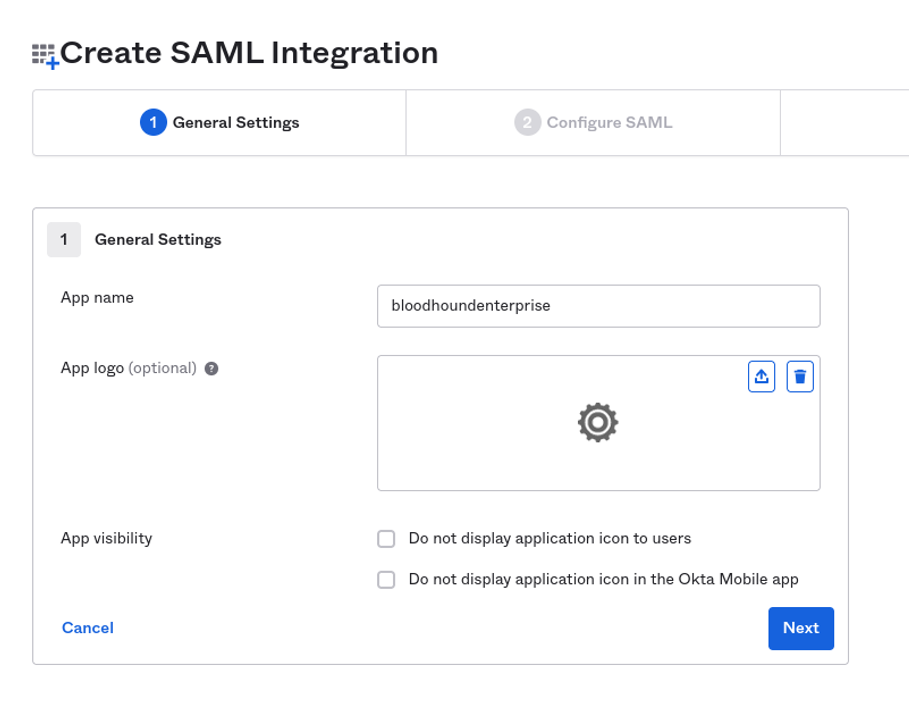 Create SAML Integration
1 General Settings
2 Configure SAML
1 General Settings
App name
bloodhoundenterprise
App logo (optional) ?
App visibility
Do not display application icon to users
Do not display application icon in the Okta Mobile app
Cancel
Next